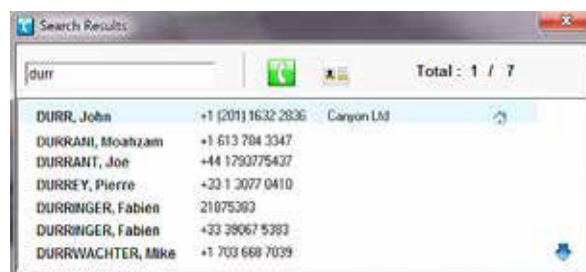 Search Results
durr
Total : 1 / 7
DURR, John +1 (201) 1632 2836 Canyon Ltd
DURRANI, Moahzam +1 613 784 3347
DURRANT, Joe +44 1793775437
DURREY, Pierre +33 1 3077 0410
DURRINGER, Fabien 21875383
DURRINGER, Fabien +33 39067 5383
DURRWACHTER, Mike +1 703 668 7039